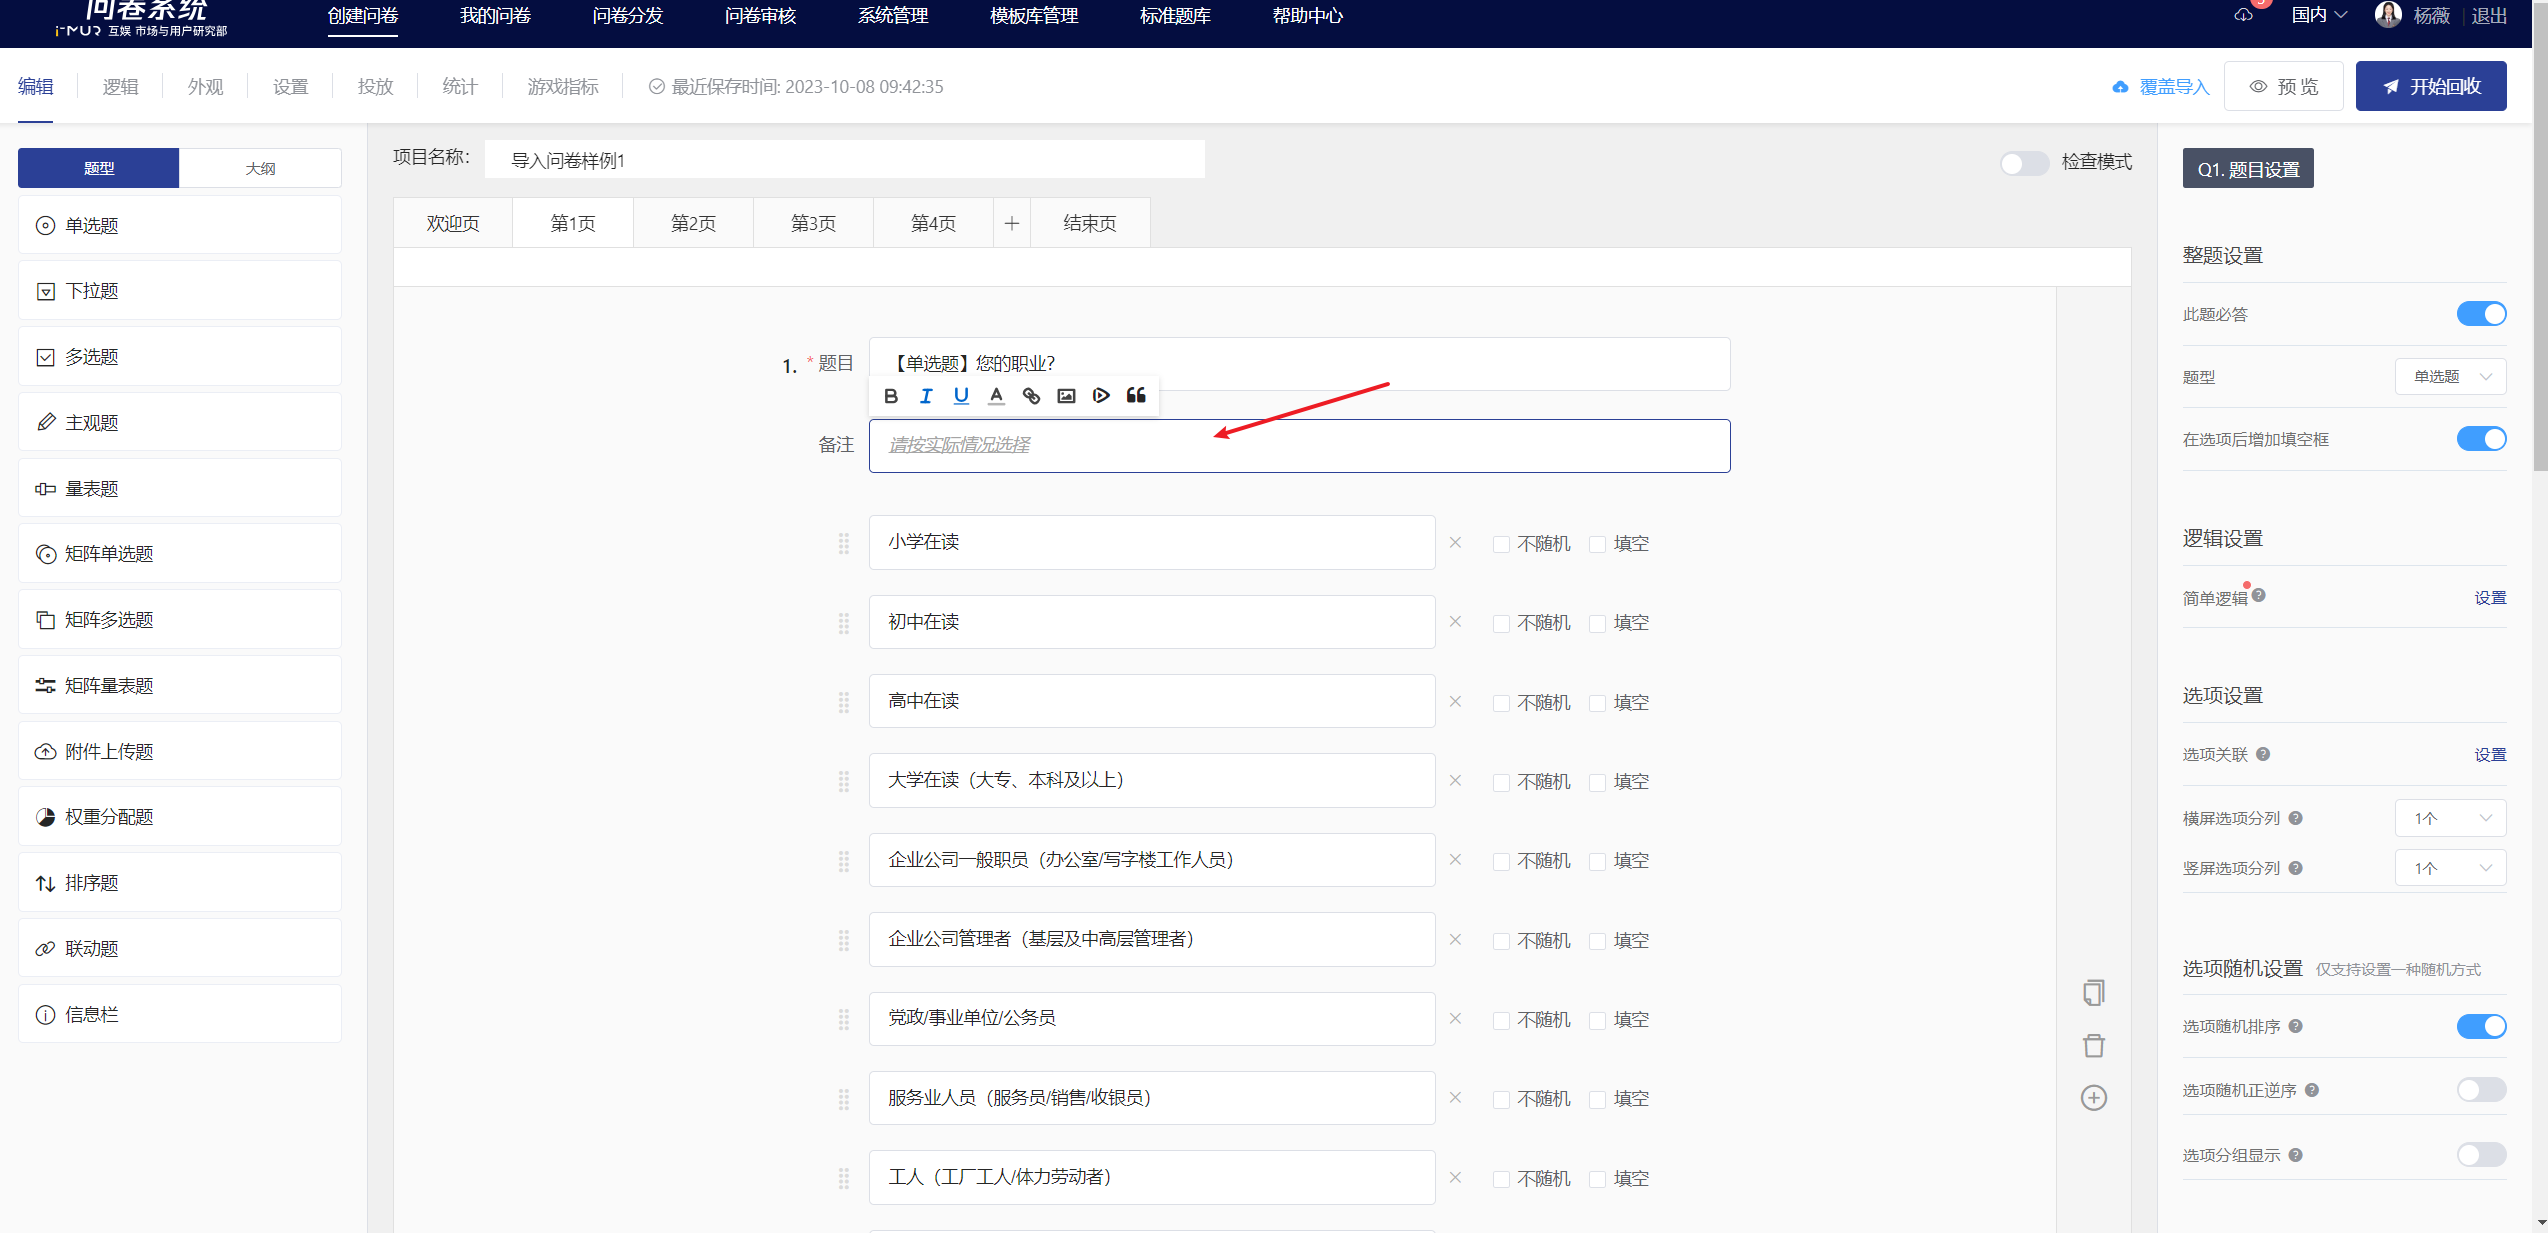 问卷系统
i-MUR 互娱 市场与用户研究部
创建问卷
我的问卷
问卷分发
问卷审核
系统管理
模板库管理
标准题库
帮助中心
国内
杨薇
退出
编辑
逻辑
外观
设置
投放
统计
游戏指标
最近保存时间: 2023-10-08 09:42:35
覆盖导入
预 览
开始回收
题型
大纲
单选题
下拉题
多选题
主观题
量表题
矩阵单选题
矩阵多选题
矩阵量表题
附件上传题
权重分配题
排序题
联动题
信息栏
项目名称:
导入问卷样例1
检查模式
欢迎页
第1页
第2页
第3页
第4页
结束页
1. * 题目
【单选题】您的职业?
B I U A
备注
请按实际情况选择
小学在读
不随机 填空
初中在读
不随机 填空
高中在读
不随机 填空
大学在读（大专、本科及以上）
不随机 填空
企业公司一般职员（办公室/写字楼工作人员）
不随机 填空
企业公司管理者（基层及中高层管理者）
不随机 填空
党政/事业单位/公务员
不随机 填空
服务业人员（服务员/销售/收银员）
不随机 填空
工人（工厂工人/体力劳动者）
不随机 填空
Q1. 题目设置
整题设置
此题必答
题型
单选题
在选项后增加填空框
逻辑设置
简单逻辑
设置
选项设置
选项关联
设置
横屏选项分列
1个
竖屏选项分列
1个
选项随机设置 仅支持设置一种随机方式
选项随机排序
选项随机正逆序
选项分组显示